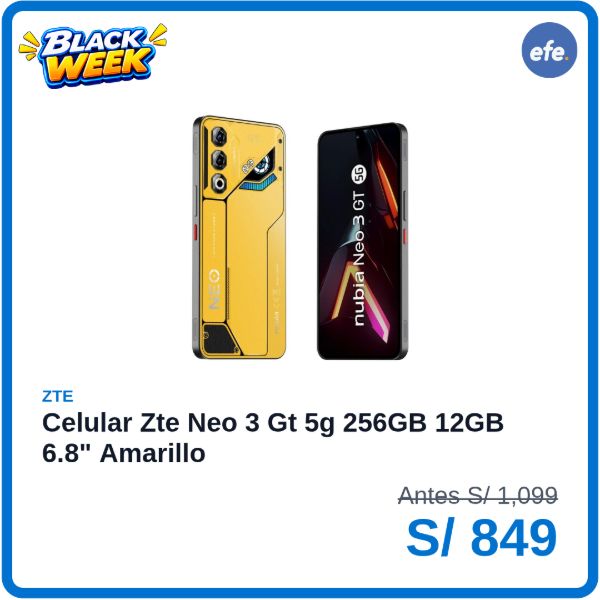 BLACK
WEEK
efe.
NEO
nubia Neo 3 GT 5G
ZTE
Celular Zte Neo 3 Gt 5g 256GB 12GB
6.8" Amarillo
Antes S/ 1,099
S/ 849